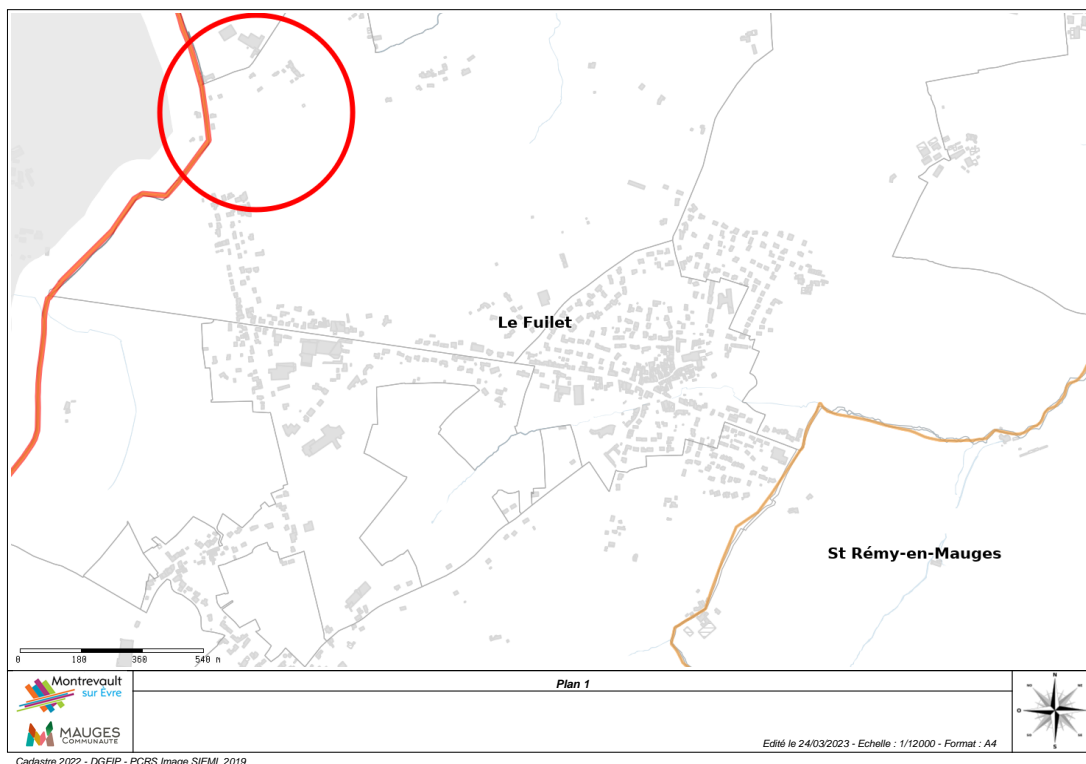 Le Fuilet
St Rémy-en-Mauges
0 180 360 540 m
Montrevault
sur Èvre
MAUGES
COMMUNAUTÉ
Plan 1
Edité le 24/03/2023 - Echelle : 1/12000 - Format : A4
N
O
S
Cadastre 2022 - DGFIP - PCRS Image SIEML 2019